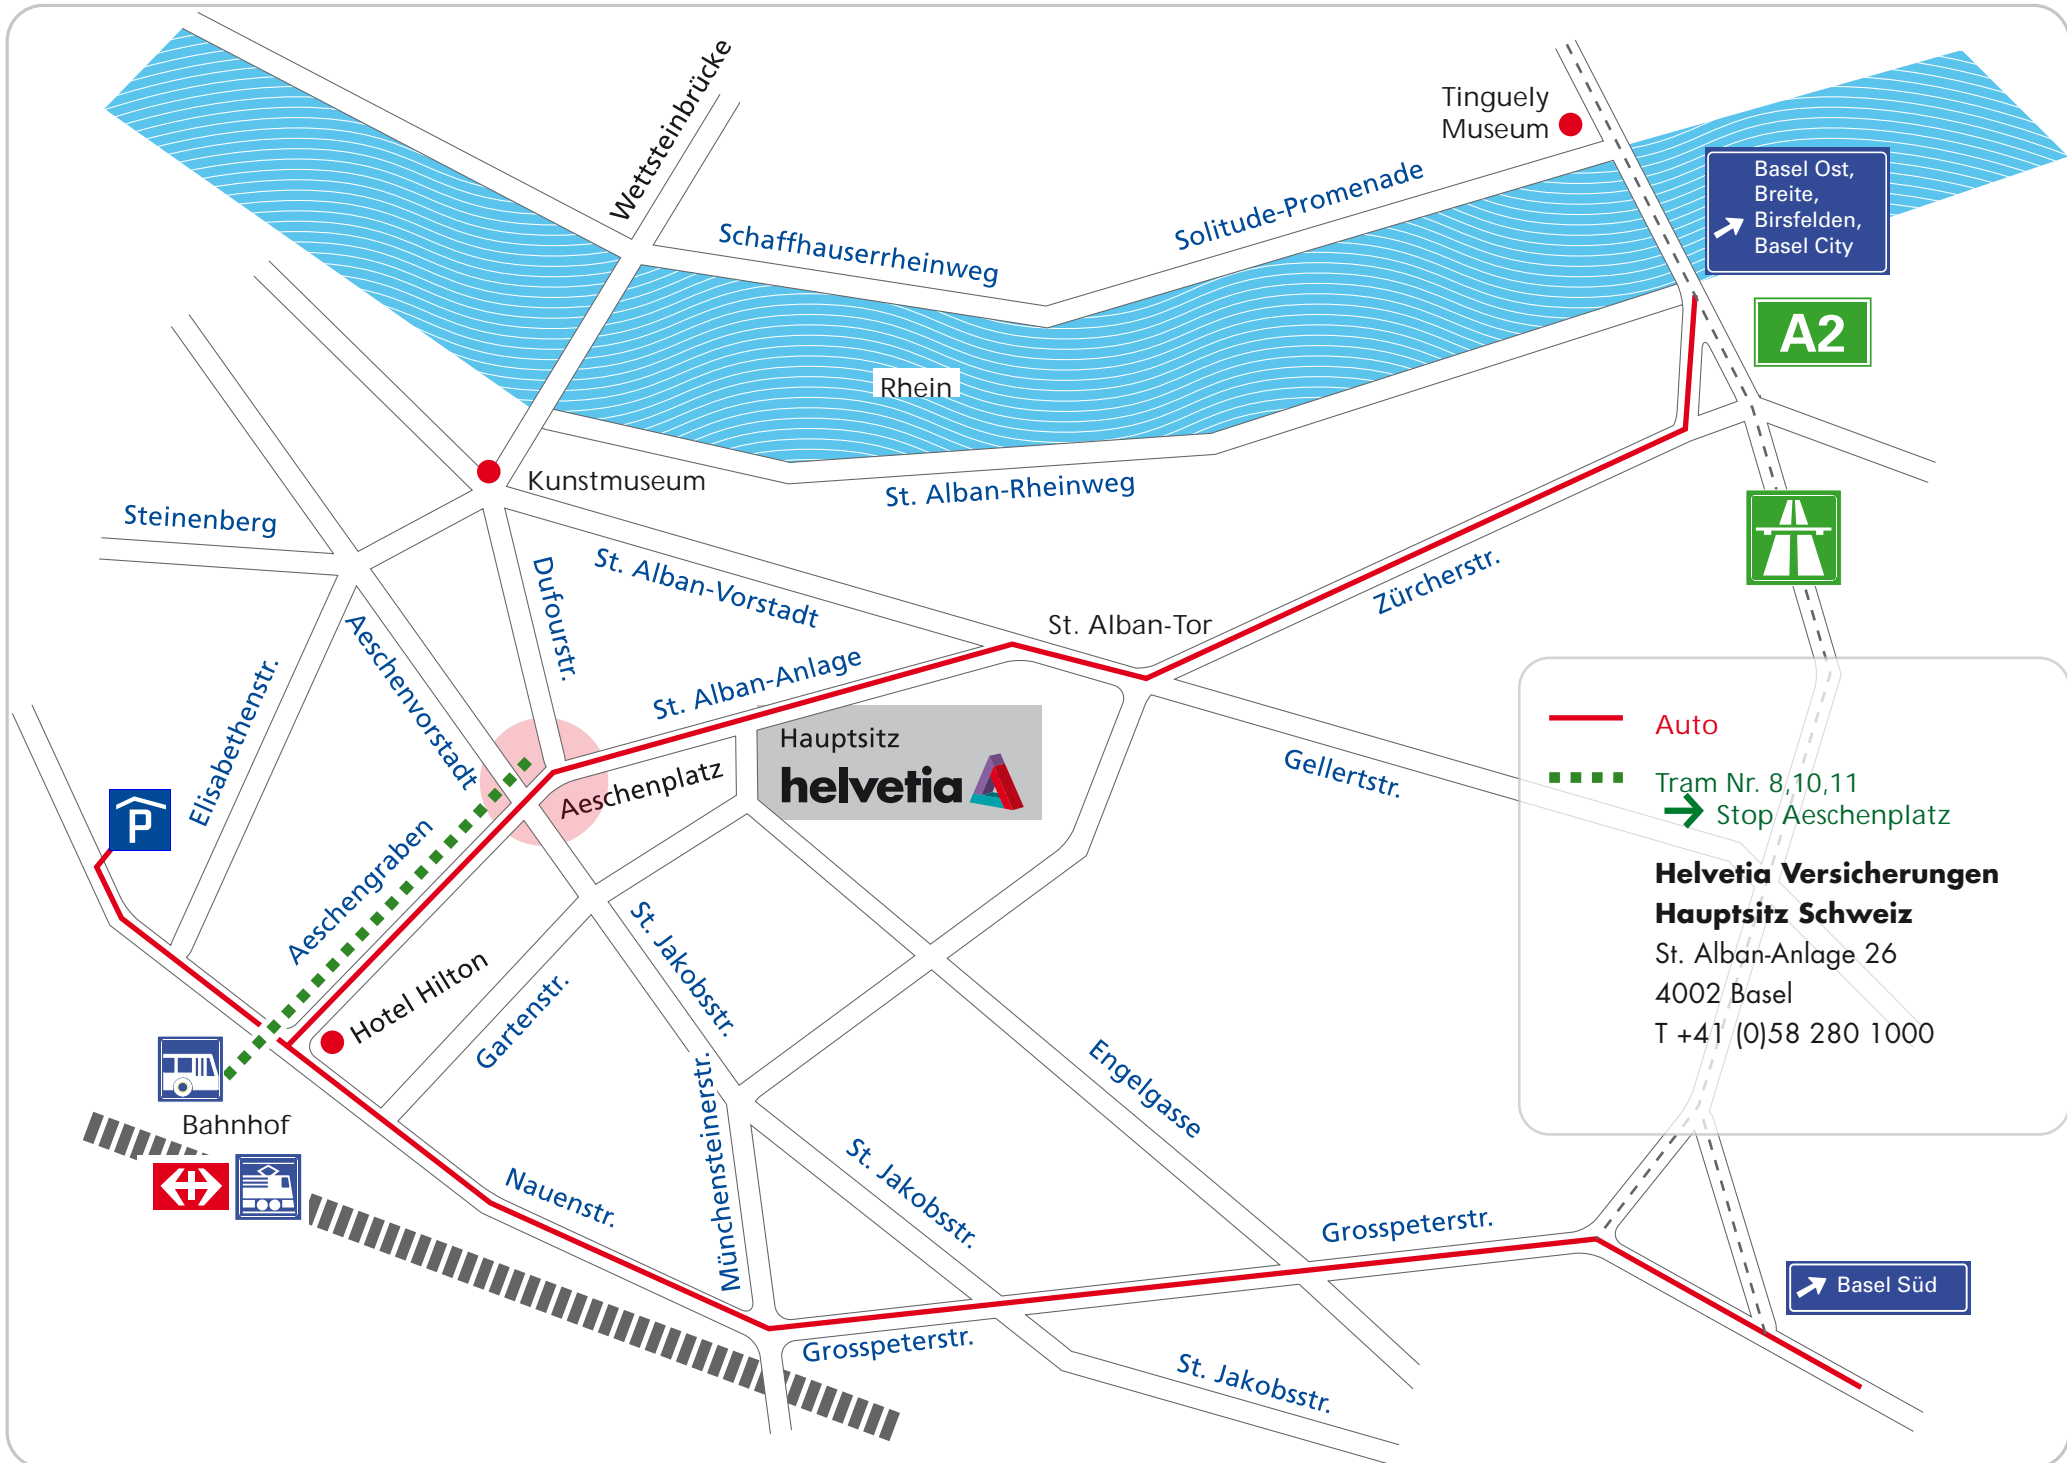 Wettsteinbrücke
Tinguely
Museum
Basel Ost,
Breite,
Birsfelden,
Basel City
Solitude-Promenade
Schaffhauserrheinweg
A2
Rhein
Kunstmuseum
St. Alban-Rheinweg
Steinenberg
St. Alban-Vorstadt
Dufourstr.
Zürcherstr.
St. Alban-Tor
Aeschenvorstadt
St. Alban-Anlage
Elisabethenstr.
Hauptsitz
helvetia
Aeschenplatz
Gellertstr.
Auto
Tram Nr. 8,10,11
Stop Aeschenplatz
P
Aeschengraben
Helvetia Versicherungen
Hauptsitz Schweiz
St. Alban-Anlage 26
4002 Basel
T +41 (0)58 280 1000
Hotel Hilton
Gartenstr.
St. Jakobsstr.
Engelgasse
Bahnhof
Münchensteinerstr.
St. Jakobsstr.
Nauenstr.
Grosspeterstr.
Basel Süd
Grosspeterstr.
St. Jakobsstr.